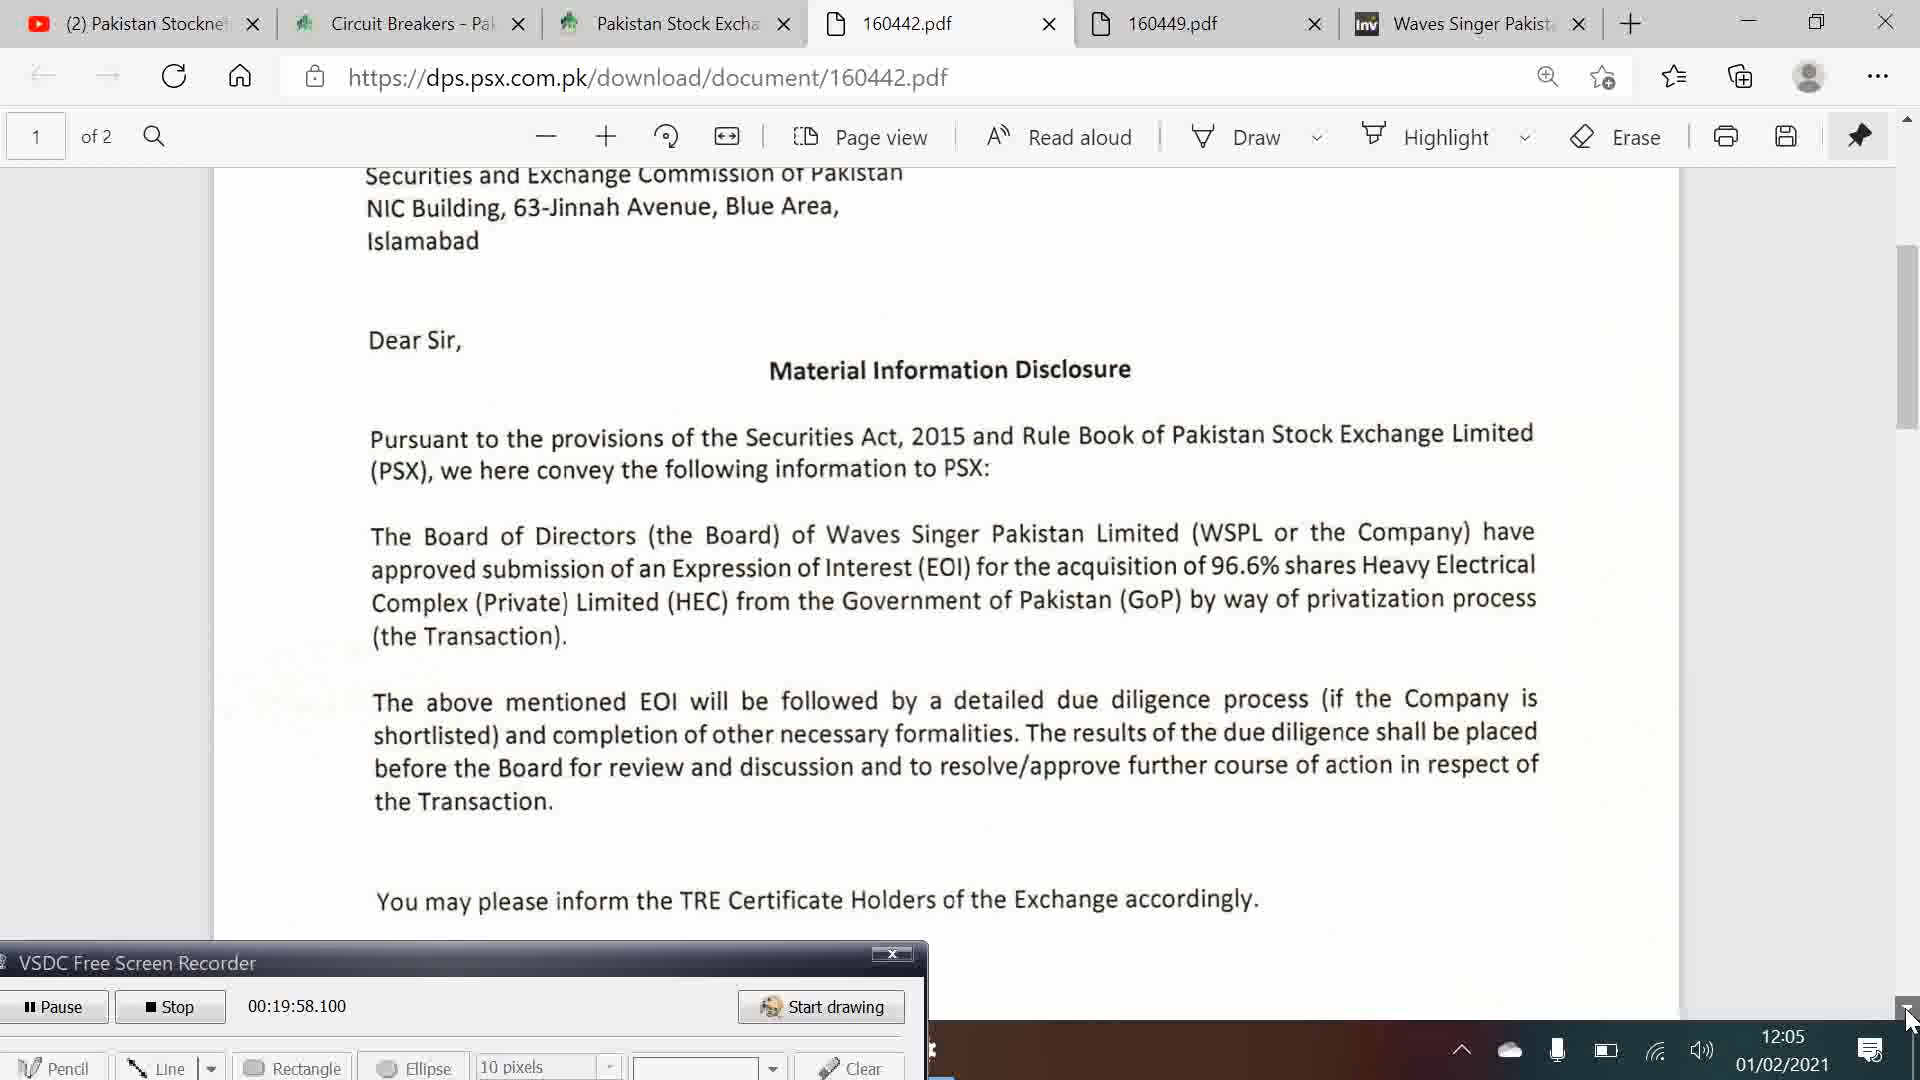 (2) Pakistan Stocknet
Circuit Breakers - Pak
Pakistan Stock Excha
160442.pdf
160449.pdf
Inv
Waves Singer Pakista
https://dps.psx.com.pk/download/document/160442.pdf
1 of 2
Page view
Read aloud
Draw
Highlight
Erase
Securities and Exchange Commission of Pakistan
NIC Building, 63-Jinnah Avenue, Blue Area,
Islamabad
Dear Sir,
Material Information Disclosure
Pursuant to the provisions of the Securities Act, 2015 and Rule Book of Pakistan Stock Exchange Limited
(PSX), we here convey the following information to PSX:
The Board of Directors (the Board) of Waves Singer Pakistan Limited (WSPL or the Company) have
approved submission of an Expression of Interest (EOI) for the acquisition of 96.6% shares Heavy Electrical
Complex (Private) Limited (HEC) from the Government of Pakistan (GoP) by way of privatization process
(the Transaction).
The above mentioned EOI will be followed by a detailed due diligence process (if the Company is
shortlisted) and completion of other necessary formalities. The results of the due diligence shall be placed
before the Board for review and discussion and to resolve/approve further course of action in respect of
the Transaction.
You may please inform the TRE Certificate Holders of the Exchange accordingly.
VSDC Free Screen Recorder
Pause
Stop
00:19:58.100
Start drawing
Pencil
Line
Rectangle
Ellipse
10 pixels
Clear
12:05
01/02/2021